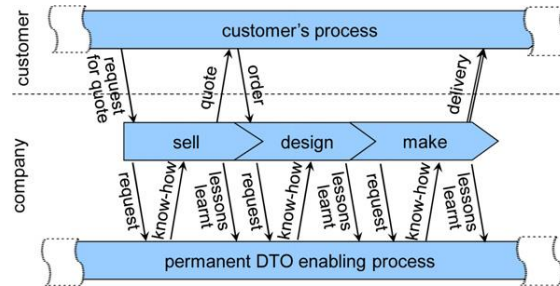 customer
customer's process
request
for quote
quote
order
delivery
company
sell
design
make
request
know-how
lessons
learnt
request
know-how
lessons
learnt
request
know-how
lessons
learnt
permanent DTO enabling process